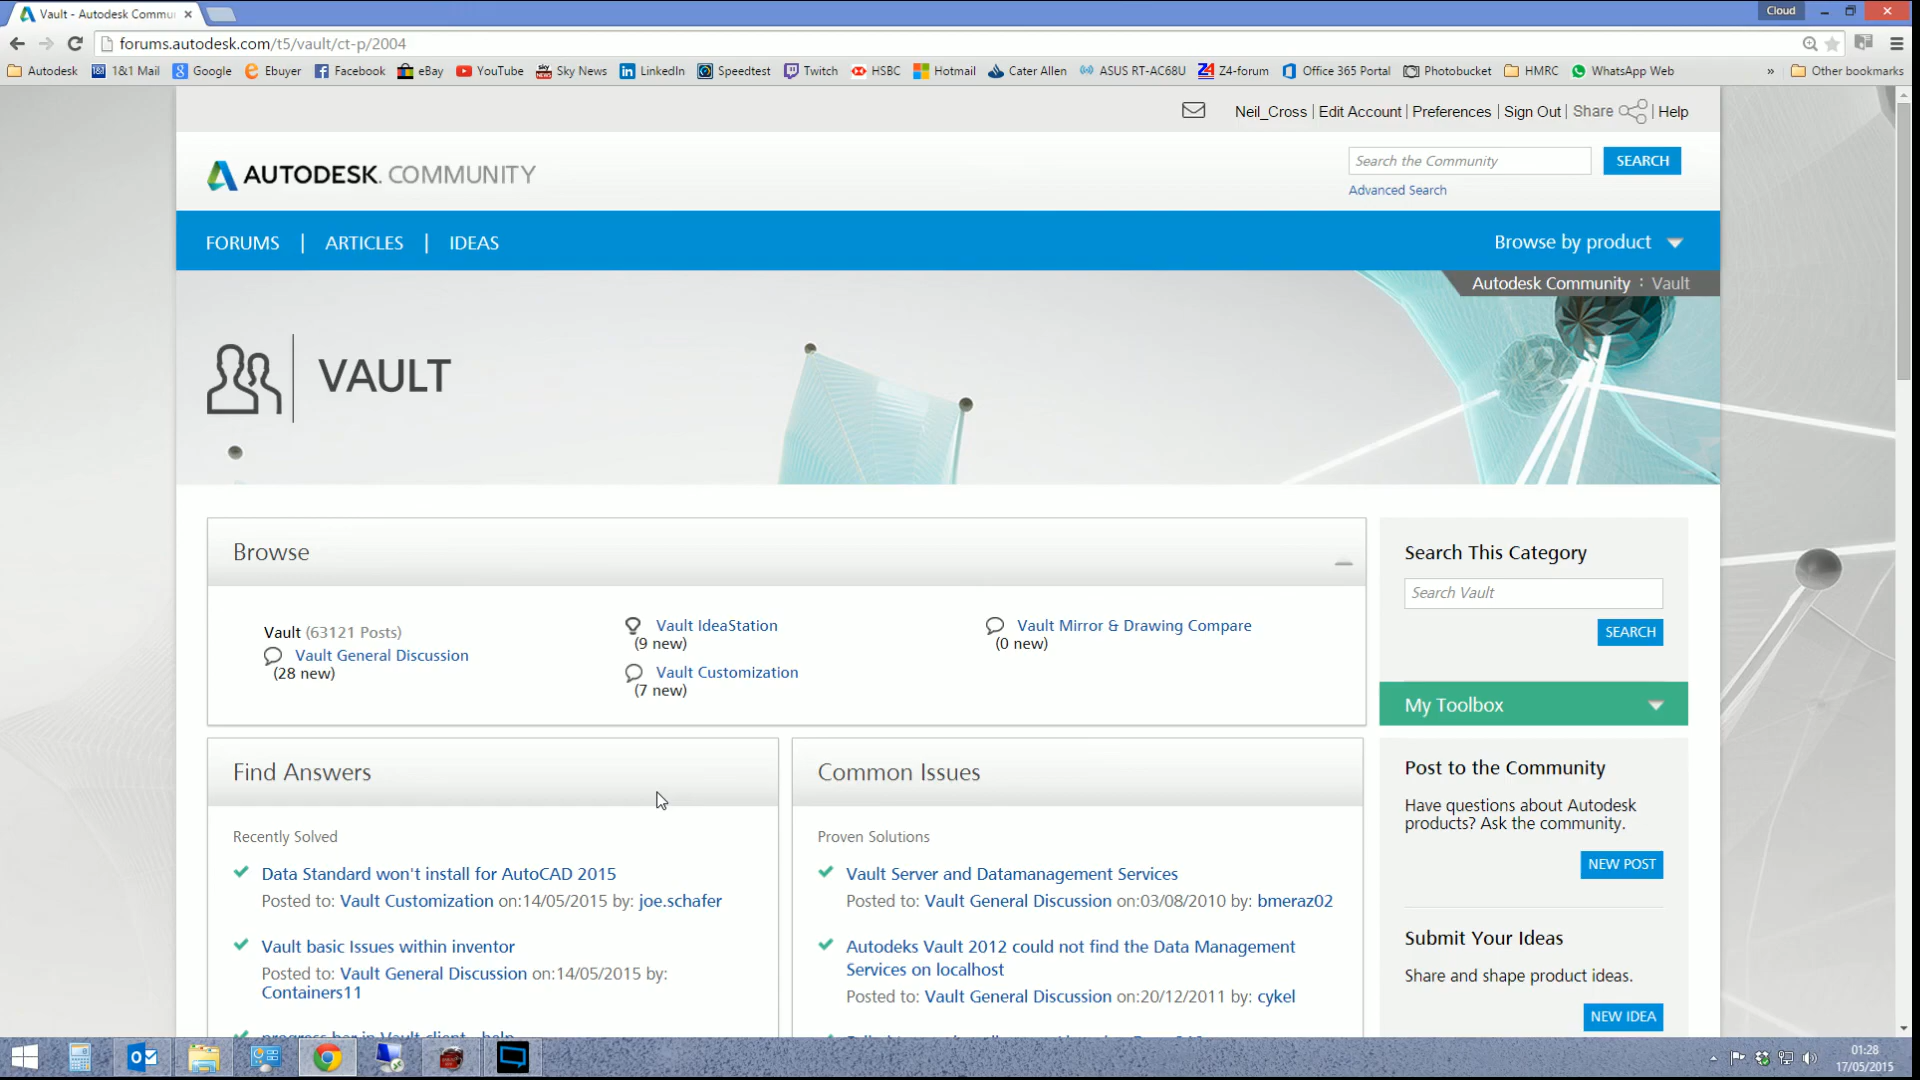 Vault - Autodesk Commu
Cloud
forums.autodesk.com/t5/vault/ct-p/2004
Autodesk 1&1 Mail Google Ebuyer Facebook eBay YouTube Sky News LinkedIn Speedtest Twitch HSBC Hotmail Cater Allen ASUS RT-AC68U Z4-forum Office 365 Portal Photobucket HMRC WhatsApp Web » Other bookmarks
Neil_Cross | Edit Account | Preferences | Sign Out | Share | Help
AUTODESK. COMMUNITY
Search the Community SEARCH
Advanced Search
FORUMS | ARTICLES | IDEAS Browse by product
Autodesk Community : Vault
VAULT
Browse
Vault (63121 Posts)
Vault General Discussion
(28 new)
Vault IdeaStation
(9 new)
Vault Customization
(7 new)
Vault Mirror & Drawing Compare
(0 new)
Search This Category
Search Vault
SEARCH
My Toolbox
Find Answers
Recently Solved
Data Standard won't install for AutoCAD 2015
Posted to: Vault Customization on:14/05/2015 by: joe.schafer
Vault basic Issues within inventor
Posted to: Vault General Discussion on:14/05/2015 by:
Containers11
progress bar in Vault client - help
Common Issues
Proven Solutions
Vault Server and Datamanagement Services
Posted to: Vault General Discussion on:03/08/2010 by: bmeraz02
Autodeks Vault 2012 could not find the Data Management
Services on localhost
Posted to: Vault General Discussion on:20/12/2011 by: cykel
Post to the Community
Have questions about Autodesk
products? Ask the community.
NEW POST
Submit Your Ideas
Share and shape product ideas.
NEW IDEA
01:28
17/05/2015